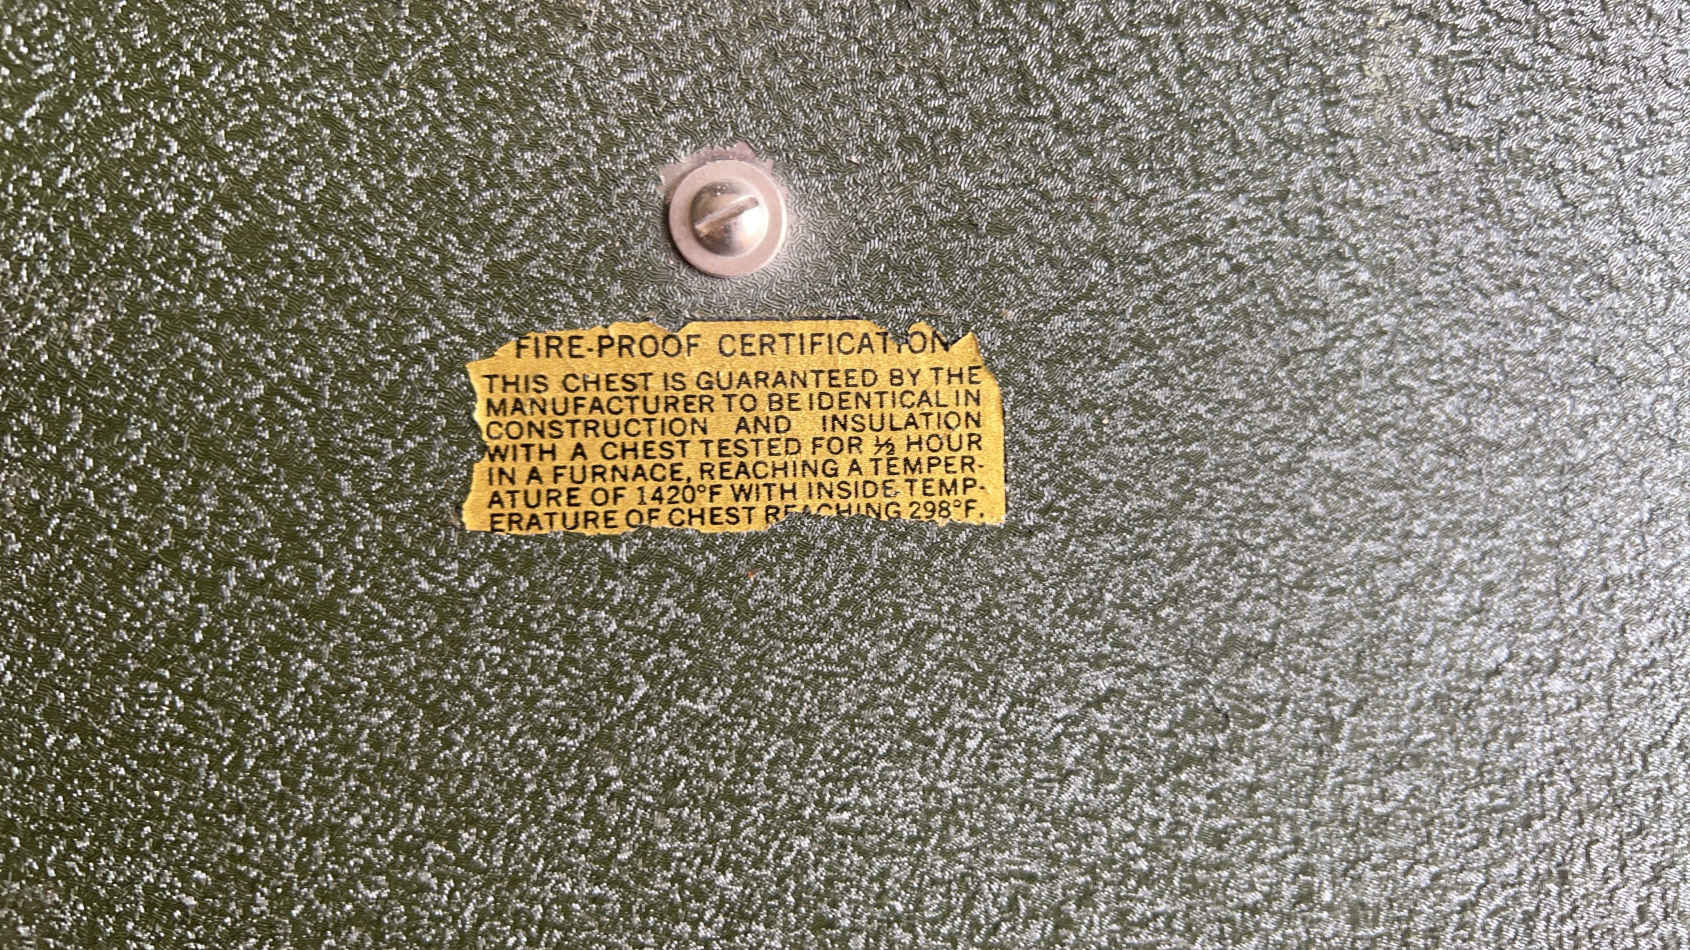 FIRE-PROOF CERTIFICATION
THIS CHEST IS GUARANTEED BY THE
MANUFACTURER TO BE IDENTICAL IN
CONSTRUCTION AND INSULATION
WITH A CHEST TESTED FOR ½ HOUR
IN A FURNACE, REACHING A TEMPER-
ATURE OF 1420°F WITH INSIDE TEMP-
ERATURE OF CHEST REACHING 298°F.